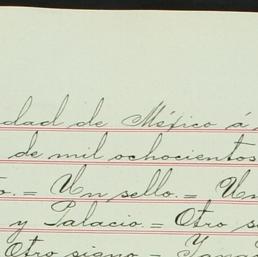 dad de México á
de mil ochocientos
o.= Un sello.= Un
y Palacio.= Otro s
Otro signo =